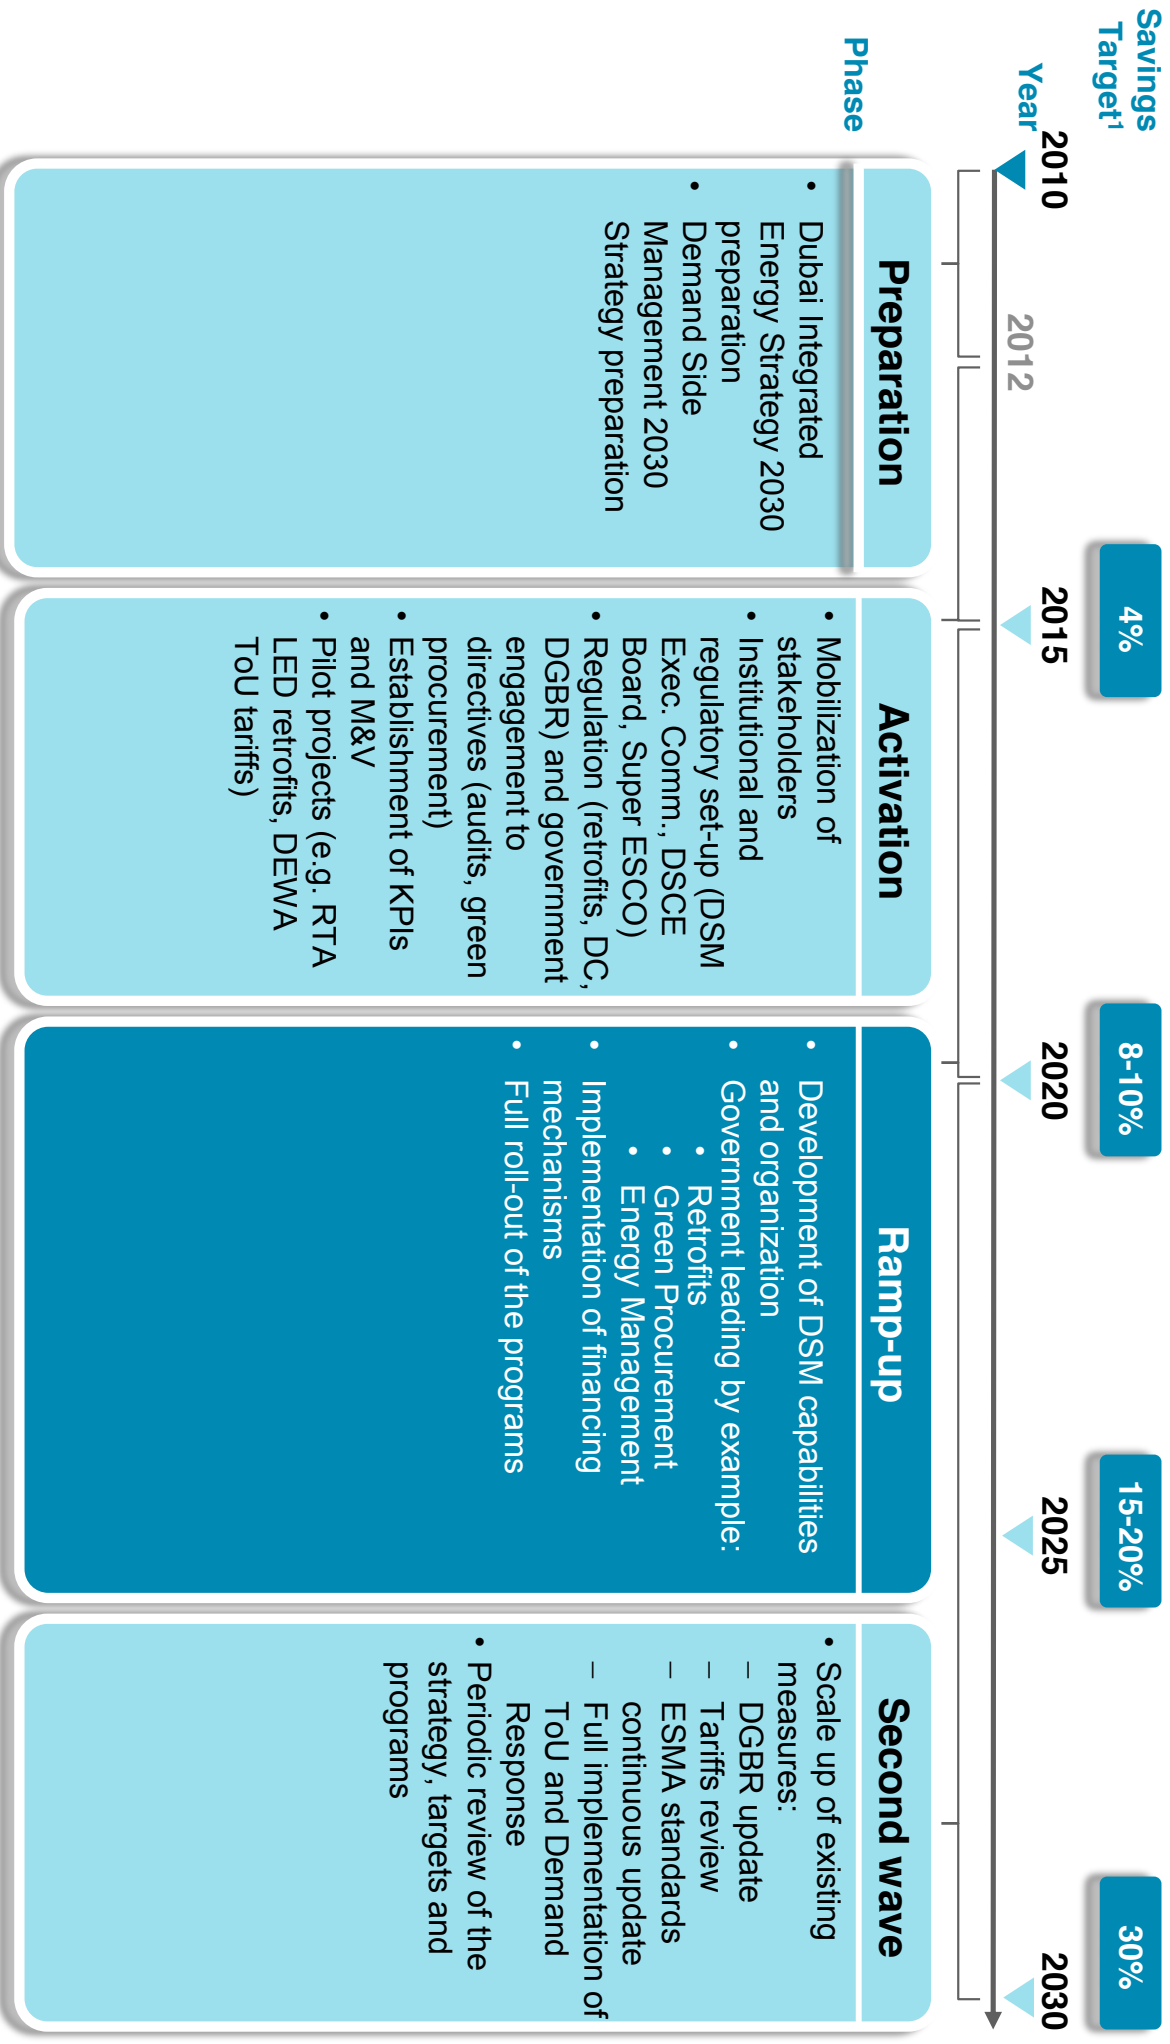 Savings
Target¹
4%
8-10%
15-20%
30%
Year
2010
2012
2015
2020
2025
2030
Phase
Preparation
• Dubai Integrated
Energy Strategy 2030
preparation
• Demand Side
Management 2030
Strategy preparation
Activation
• Mobilization of
stakeholders
• Institutional and
regulatory set-up (DSM
Exec. Comm., DSCE
Board, Super ESCO)
• Regulation (retrofits, DC,
DGBR) and government
engagement to
directives (audits, green
procurement)
• Establishment of KPIs
and M&V
• Pilot projects (e.g. RTA
LED retrofits, DEWA
ToU tariffs)
Ramp-up
• Development of DSM capabilities
and organization
• Government leading by example:
• Retrofits
• Green Procurement
• Energy Management
• Implementation of financing
mechanisms
• Full roll-out of the programs
Second wave
• Scale up of existing
measures:
– DGBR update
– Tariffs review
– ESMA standards
continuous update
– Full implementation of
ToU and Demand
Response
• Periodic review of the
strategy, targets and
programs